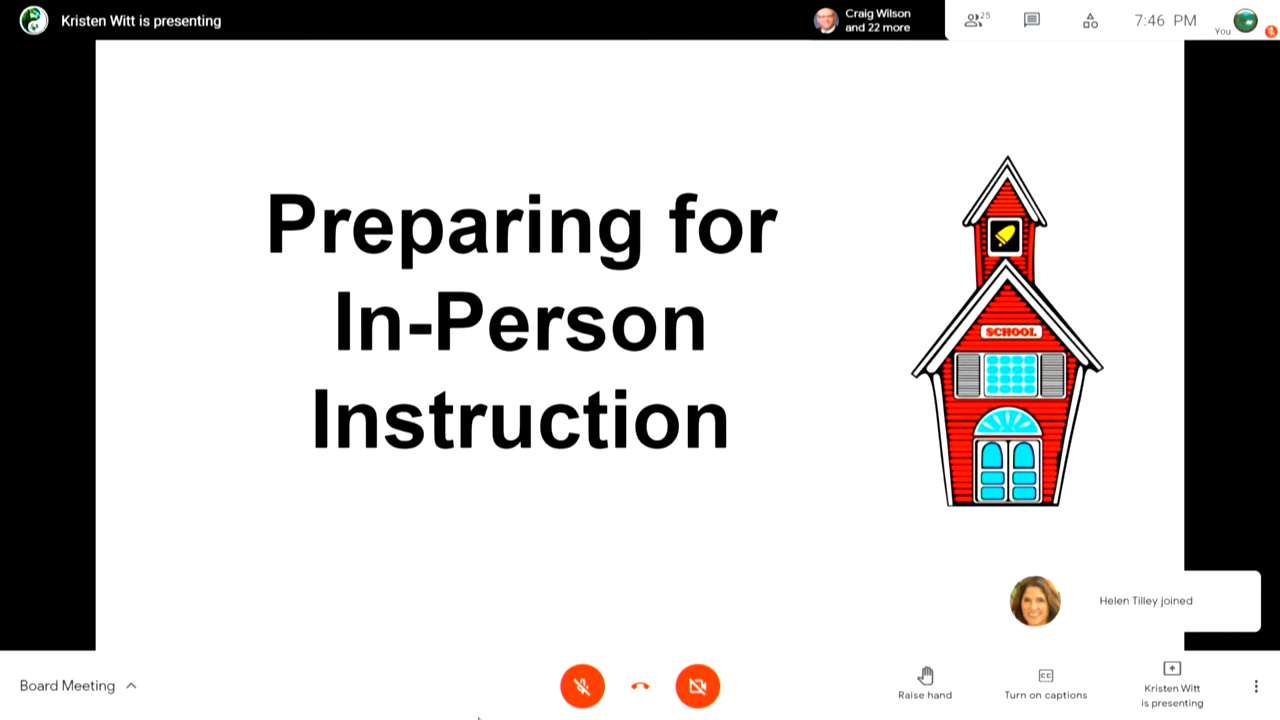 Kristen Witt is presenting
Craig Wilson
and 22 more
25
7:46 PM
You
Preparing for
In-Person
Instruction
SCHOOL
Helen Tilley joined
Board Meeting
Raise hand
CC
Turn on captions
Kristen Witt
is presenting